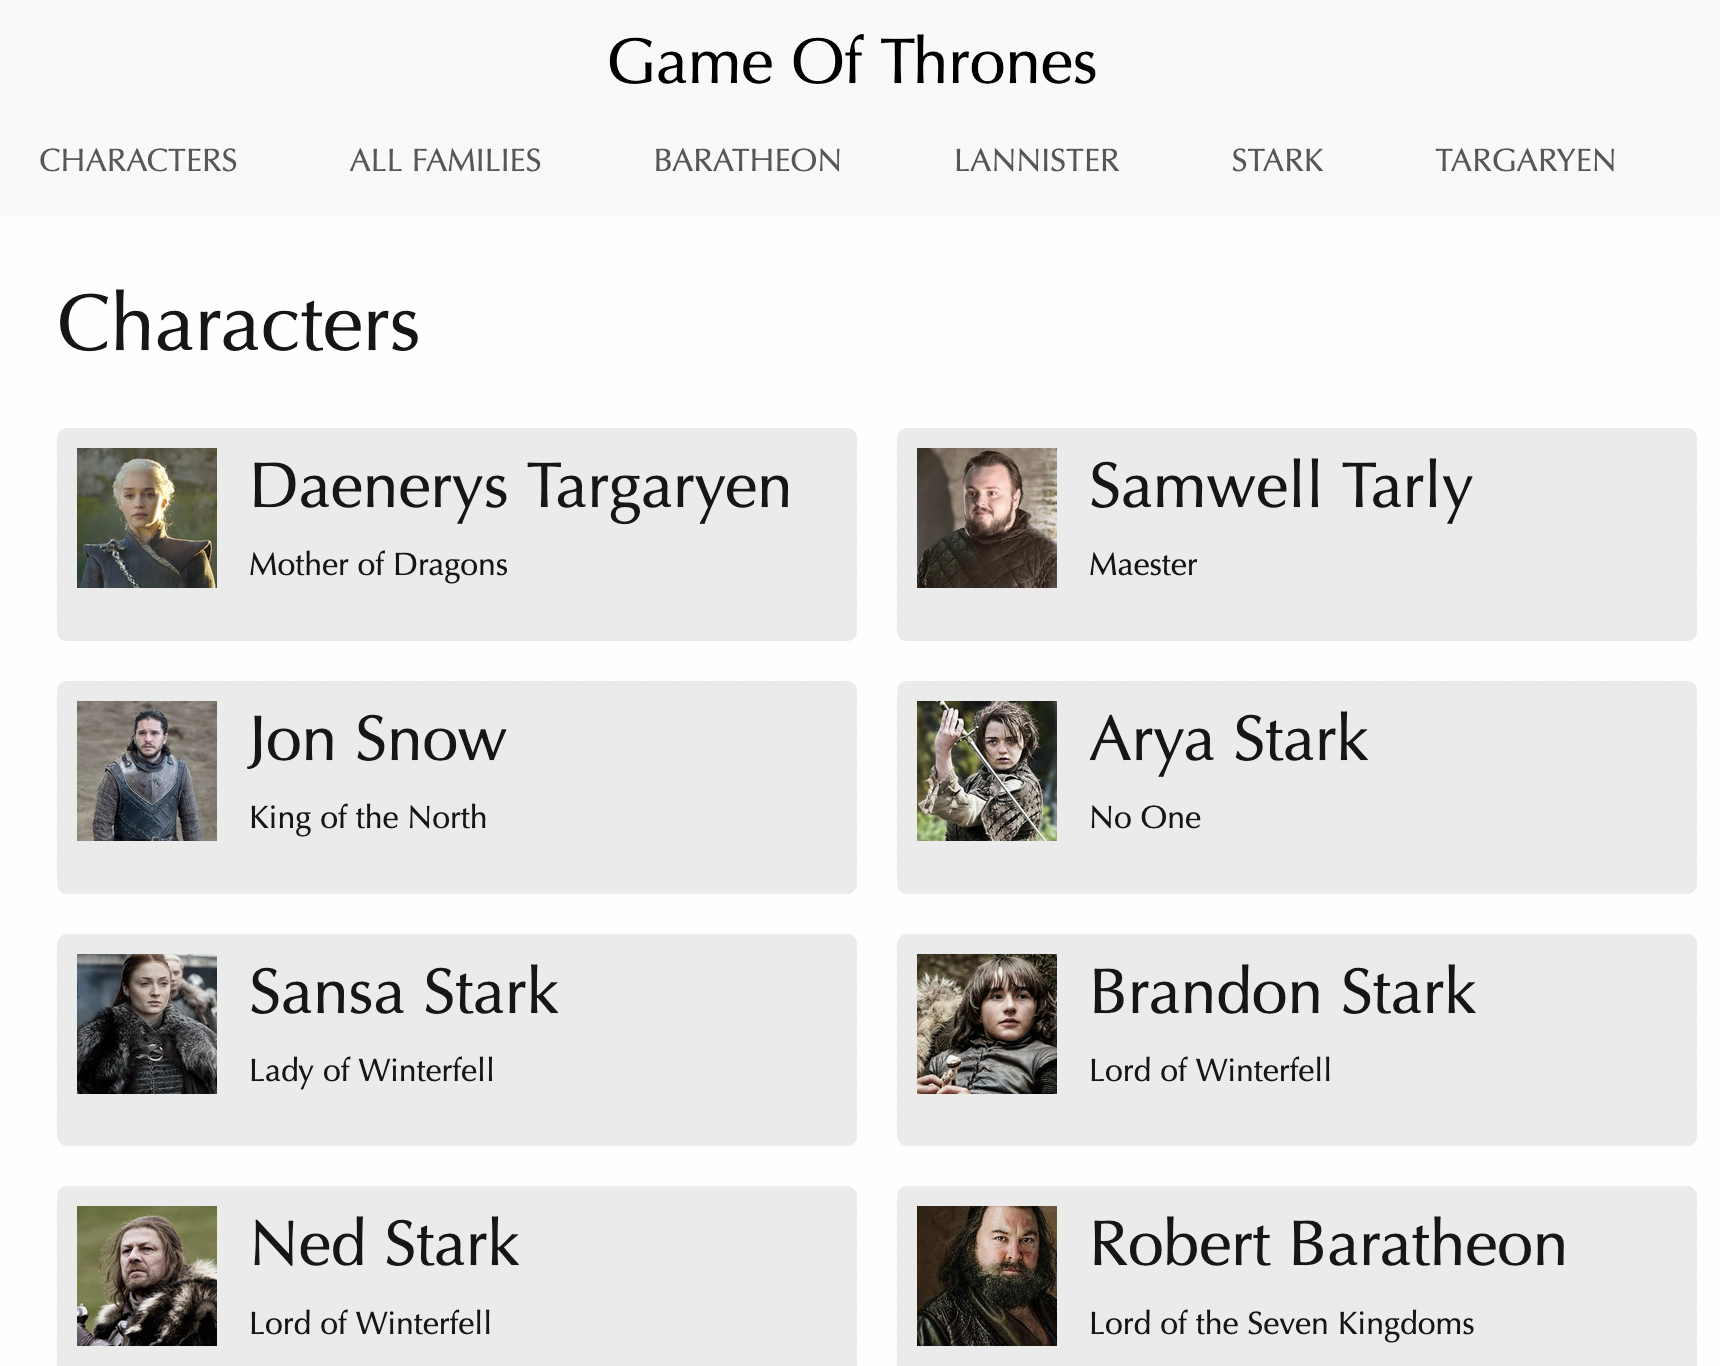 Game Of Thrones
CHARACTERS ALL FAMILIES BARATHEON LANNISTER STARK TARGARYEN
Characters
Daenerys Targaryen
Mother of Dragons
Samwell Tarly
Maester
Jon Snow
King of the North
Arya Stark
No One
Sansa Stark
Lady of Winterfell
Brandon Stark
Lord of Winterfell
Ned Stark
Lord of Winterfell
Robert Baratheon
Lord of the Seven Kingdoms